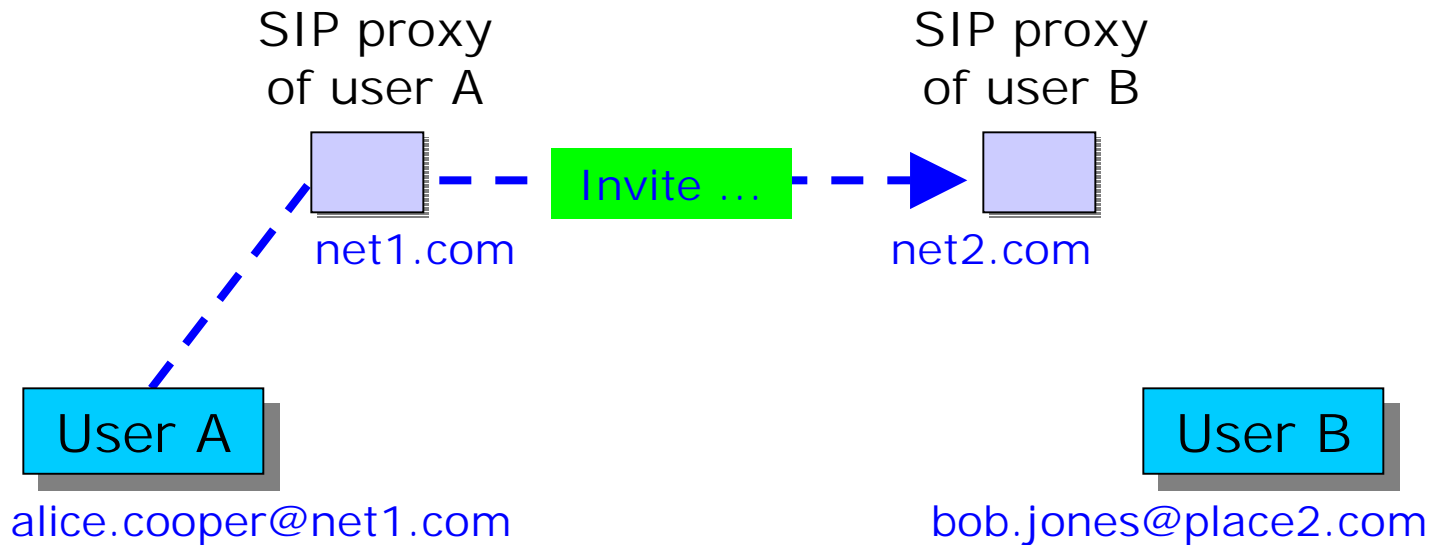 SIP proxy
of user A
SIP proxy
of user B
Invite ...
net1.com
net2.com
User A
User B
alice.cooper@net1.com
bob.jones@place2.com